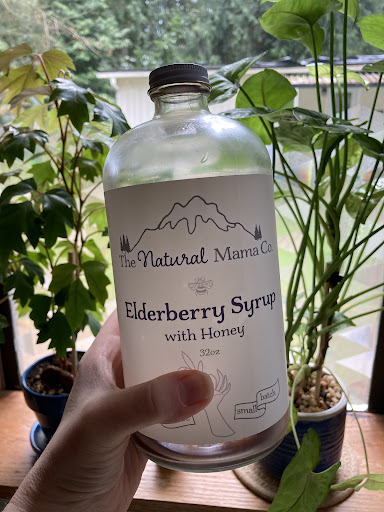 The Natural Mama Co.
Elderberry Syrup
with Honey
32oz
small batch